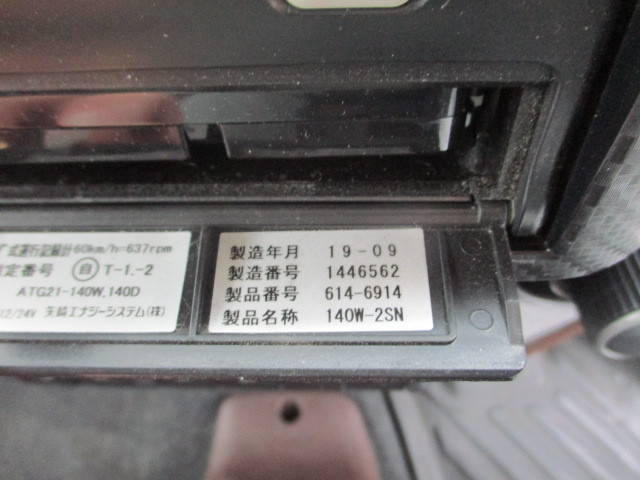 式運行記録計60km/h=637rpm
定番号 自 T-1.-2
ATG21-140W,140D
12/24V 矢崎エナジーシステム(株)
製造年月 19-09
製造番号 1446562
製品番号 614-6914
製品名称 140W-2SN